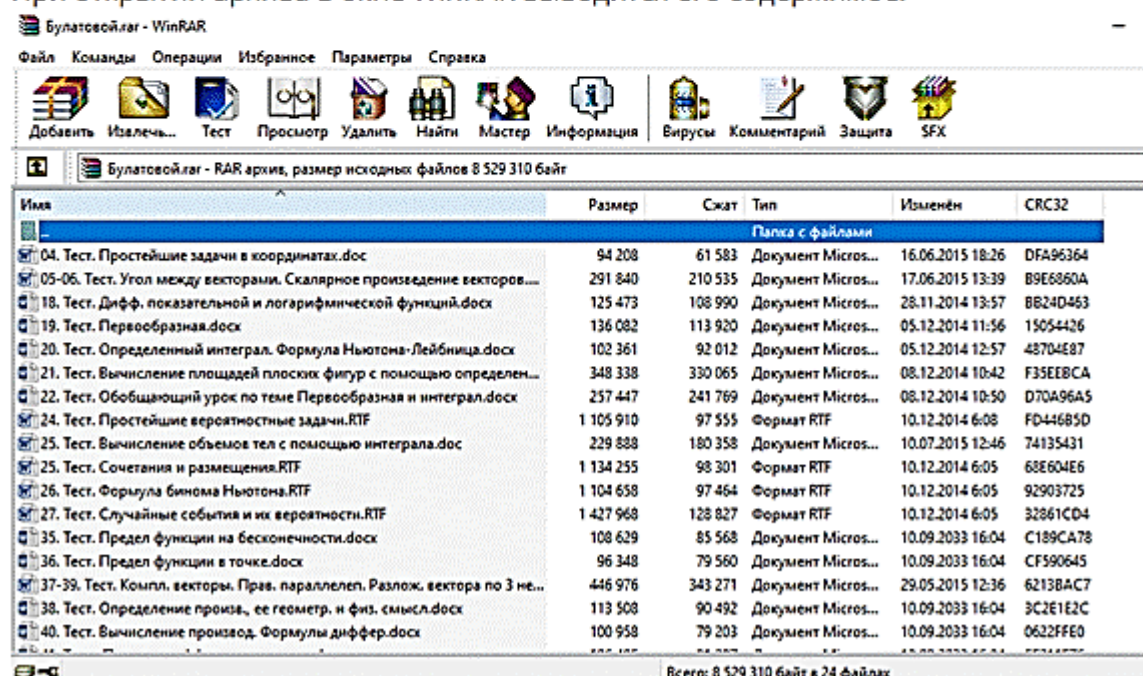 Булатовой.rar - WinRAR
Файл Команды Операции Избранное Параметры Справка
Добавить Извлечь... Тест Просмотр Удалить Найти Мастер Информация Вирусы Комментарий Защита SFX
Булатовой.rar - RAR архив, размер исходных файлов 8 529 310 байт
Имя Размер Сжат Тип Изменён CRC32
.. Папка с файлами
04. Тест. Простейшие задачи в координатах.doc 94 208 61 583 Документ Micros... 16.06.2015 18:26 DFA96364
05-06. Тест. Угол между векторами. Скалярное произведение векторов.... 291 840 210 535 Документ Micros... 17.06.2015 13:39 B9E6860A
18. Тест. Дифф. показательной и логарифмической функций.docx 125 473 108 990 Документ Micros... 28.11.2014 13:57 BB24D463
19. Тест. Первообразная.docx 136 082 113 920 Документ Micros... 05.12.2014 11:56 15054426
20. Тест. Определенный интеграл. Формула Ньютона-Лейбница.docx 102 361 92 012 Документ Micros... 05.12.2014 12:57 48704E87
21. Тест. Вычисление площадей плоских фигур с помощью определен... 348 338 330 065 Документ Micros... 08.12.2014 10:42 F35EEBCA
22. Тест. Обобщающий урок по теме Первообразная и интеграл.docx 257 447 241 769 Документ Micros... 08.12.2014 10:50 D70A96A5
24. Тест. Простейшие вероятностные задачи.RTF 1 105 910 97 555 Формат RTF 10.12.2014 6:08 FD446B5D
25. Тест. Вычисление объемов тел с помощью интеграла.doc 229 888 180 358 Документ Micros... 10.07.2015 12:46 74135431
25. Тест. Сочетания и размещения.RTF 1 134 255 98 301 Формат RTF 10.12.2014 6:05 68E604E6
26. Тест. Формула бинома Ньютона.RTF 1 104 658 97 464 Формат RTF 10.12.2014 6:05 92903725
27. Тест. Случайные события и их вероятности.RTF 1 427 968 128 827 Формат RTF 10.12.2014 6:05 32861CD4
35. Тест. Предел функции на бесконечности.docx 108 629 85 568 Документ Micros... 10.09.2033 16:04 C189CA78
36. Тест. Предел функции в точке.docx 96 348 79 560 Документ Micros... 10.09.2033 16:04 CF590645
37-39. Тест. Компл. векторы. Прав. параллелеп. Разлож. вектора по 3 не... 446 976 343 271 Документ Micros... 29.05.2015 12:36 6213BAC7
38. Тест. Определение произв., ее геометр. и физ. смысл.docx 113 508 90 492 Документ Micros... 10.09.2033 16:04 3C2E1E2C
40. Тест. Вычисление производ. Формулы диффер.docx 100 958 79 203 Документ Micros... 10.09.2033 16:04 0622FFE0
Всего: 8 529 310 байт в 24 файлах